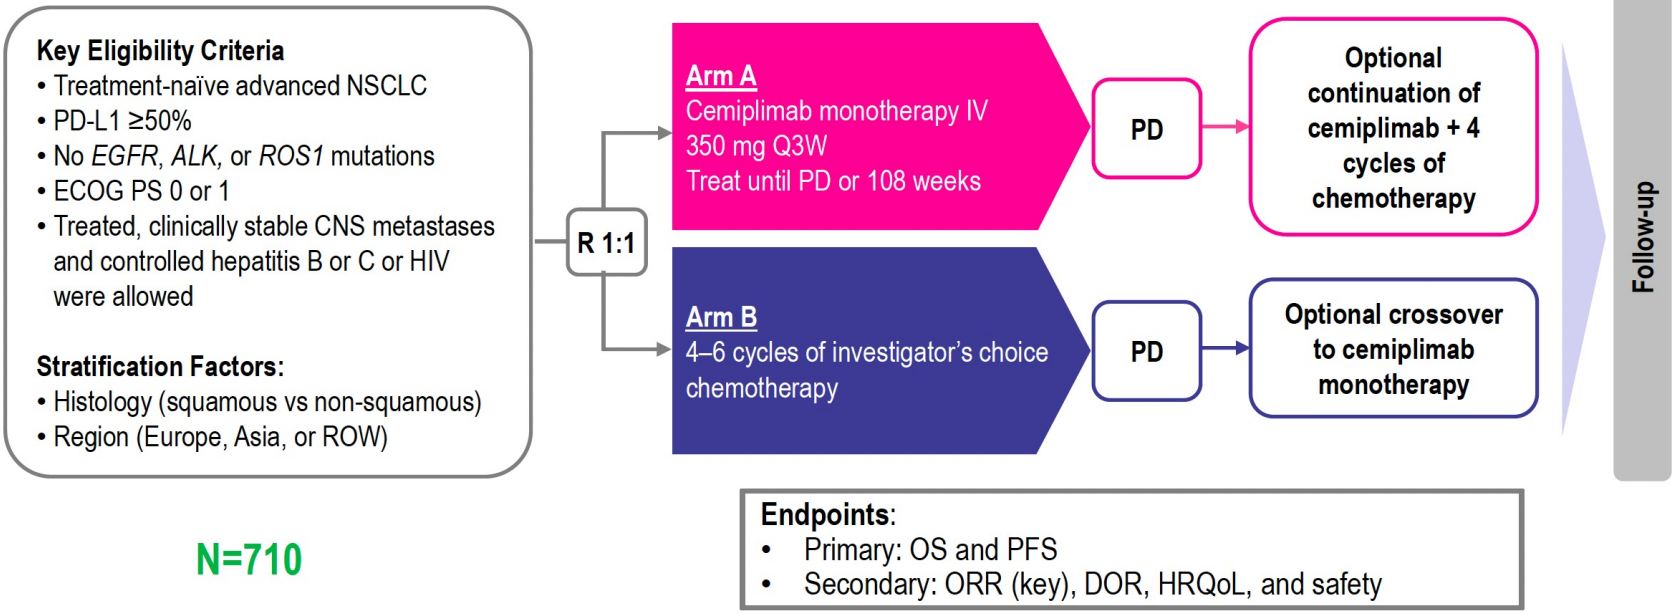 Key Eligibility Criteria
• Treatment-naïve advanced NSCLC
• PD-L1 ≥50%
• No EGFR, ALK, or ROS1 mutations
• ECOG PS 0 or 1
• Treated, clinically stable CNS metastases
and controlled hepatitis B or C or HIV
were allowed
Stratification Factors:
• Histology (squamous vs non-squamous)
• Region (Europe, Asia, or ROW)
N=710
R 1:1
Arm A
Cemiplimab monotherapy IV
350 mg Q3W
Treat until PD or 108 weeks
PD
Optional
continuation of
cemiplimab + 4
cycles of
chemotherapy
Arm B
4–6 cycles of investigator's choice
chemotherapy
PD
Optional crossover
to cemiplimab
monotherapy
Follow-up
Endpoints:
• Primary: OS and PFS
• Secondary: ORR (key), DOR, HRQoL, and safety